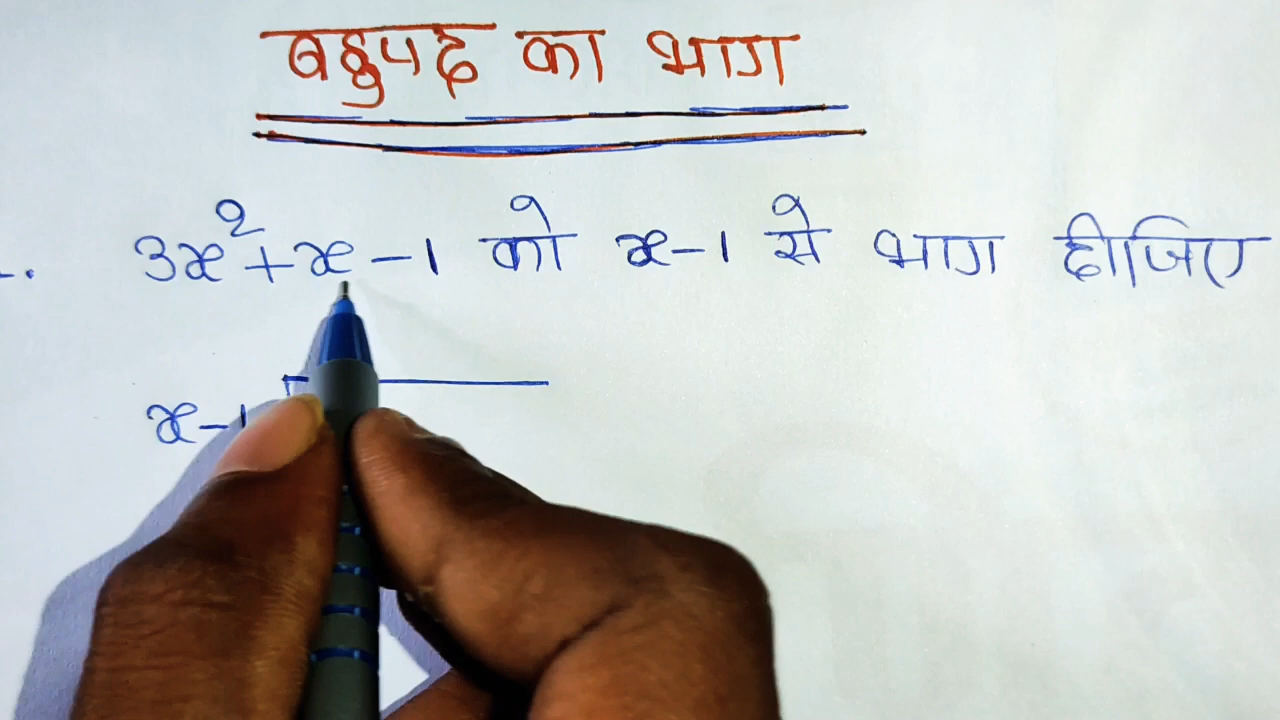 बहुपद का भाग
3x² + x - 1 को x - 1 से भाग दीजिए
x - 1